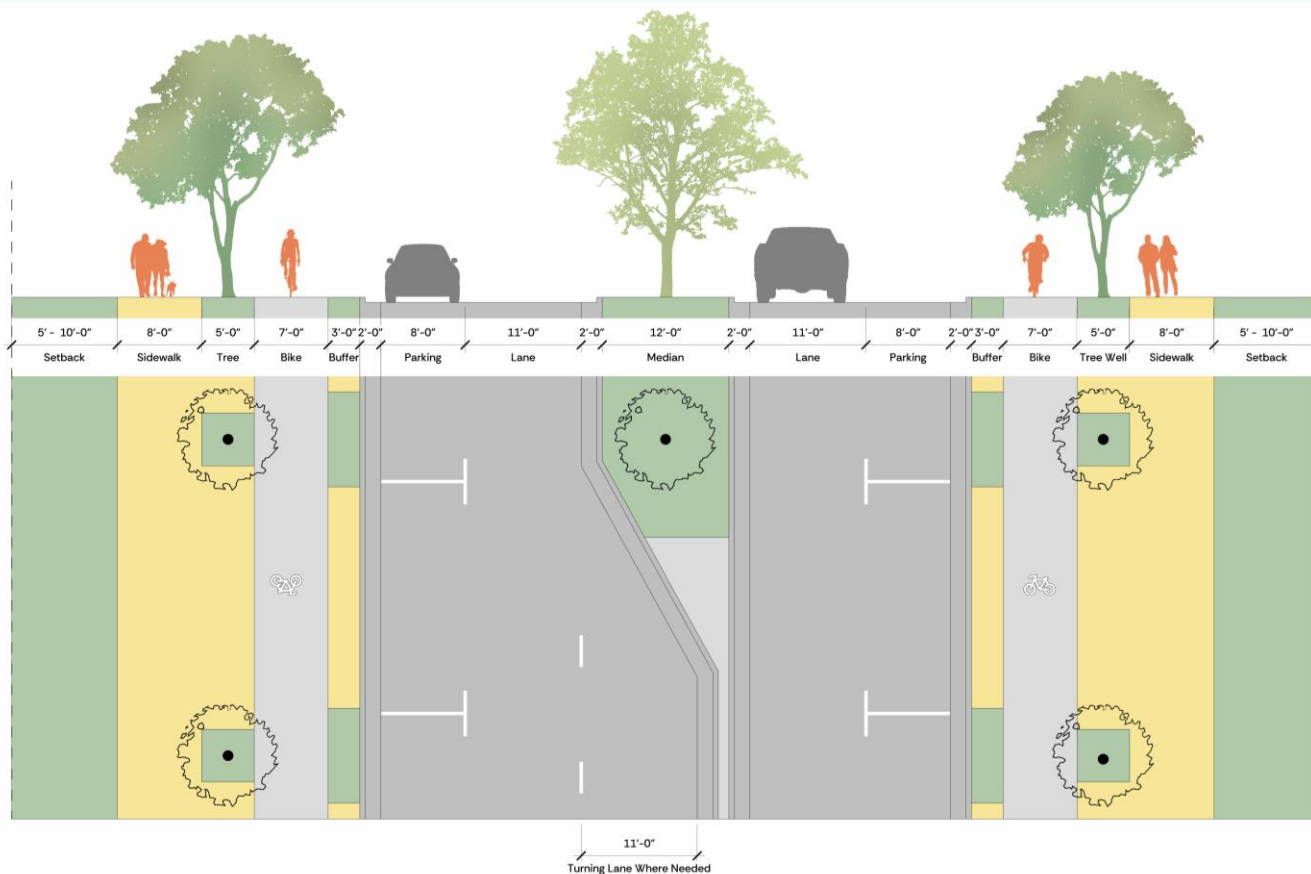 5' - 10'-0" 8'-0" 5'-0" 7'-0" 3'-0" 2'-0" 8'-0" 11'-0" 2'-0" 12'-0" 2'-0" 11'-0" 8'-0" 2'-0" 3'-0" 7'-0" 5'-0" 8'-0" 5' - 10'-0"
Setback Sidewalk Tree Bike Buffer Parking Lane Median Lane Parking Buffer Bike Tree Well Sidewalk Setback
11'-0"
Turning Lane Where Needed